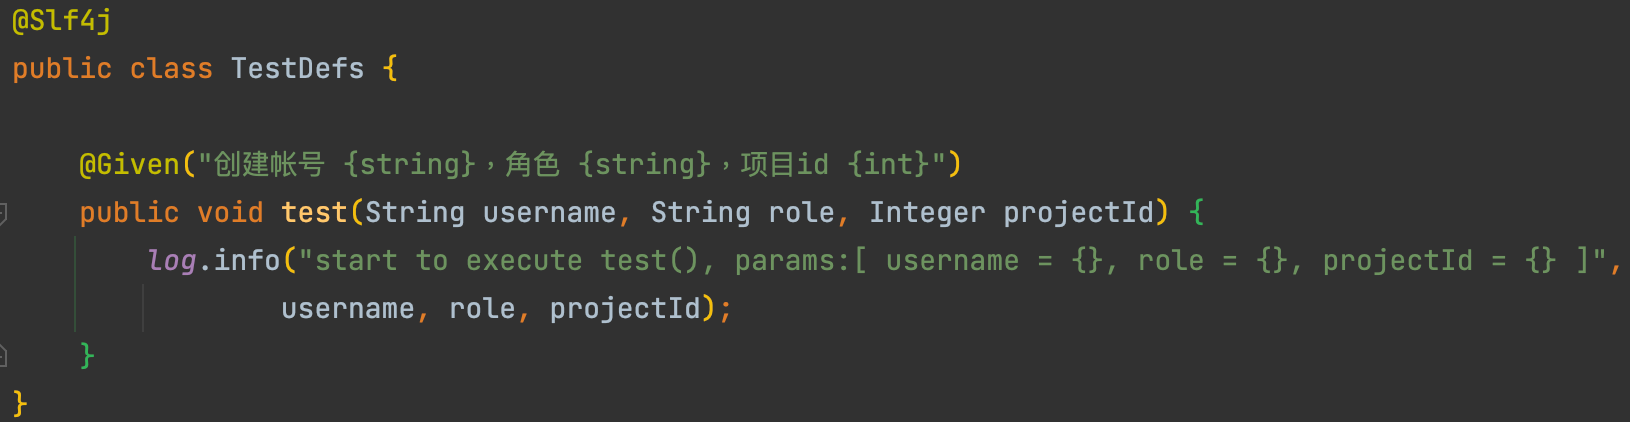 @Slf4j
public class TestDefs {
@Given("创建帐号 {string}，角色 {string}，项目id {int}")
public void test(String username, String role, Integer projectId) {
log.info("start to execute test(), params:[ username = {}, role = {}, projectId = {} ]",
username, role, projectId);
}
}